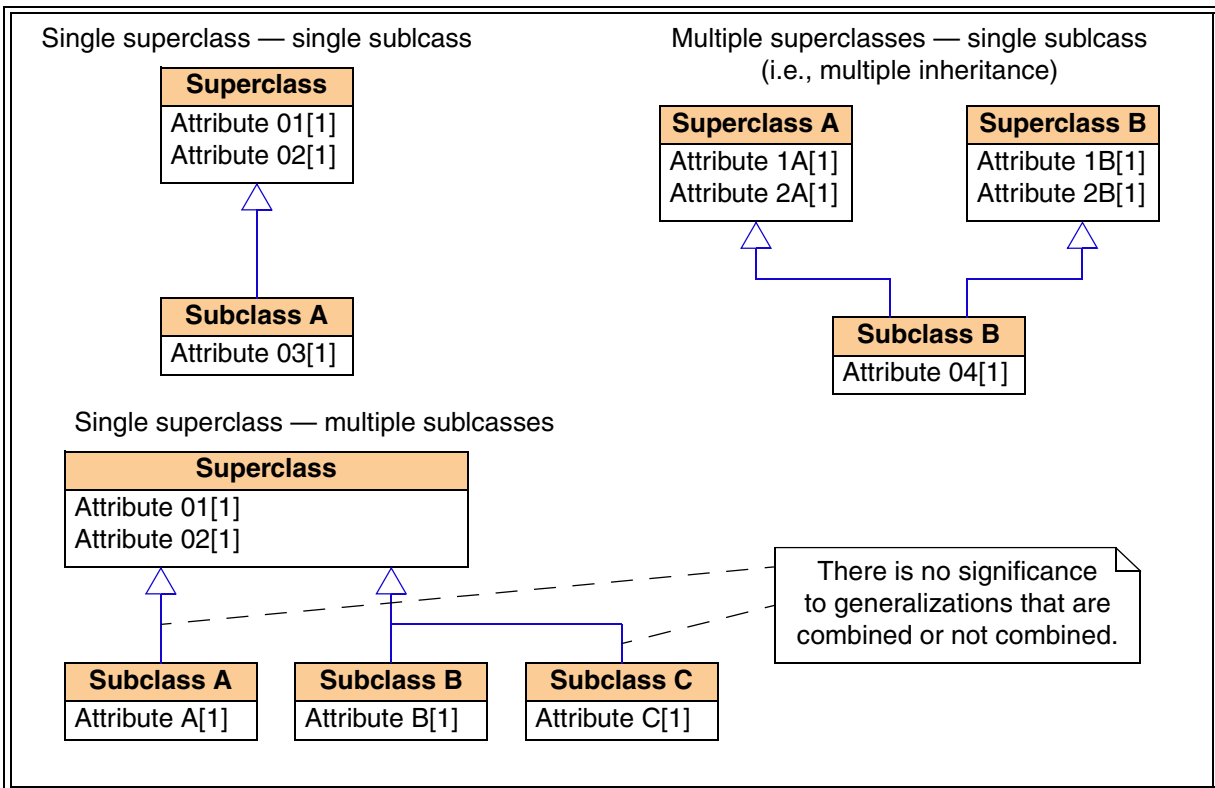 Single superclass — single sublcass
Superclass
Attribute 01[1]
Attribute 02[1]
Subclass A
Attribute 03[1]
Multiple superclasses — single sublcass
(i.e., multiple inheritance)
Superclass A
Attribute 1A[1]
Attribute 2A[1]
Superclass B
Attribute 1B[1]
Attribute 2B[1]
Subclass B
Attribute 04[1]
Single superclass — multiple sublcasses
Superclass
Attribute 01[1]
Attribute 02[1]
Subclass A
Attribute A[1]
Subclass B
Attribute B[1]
Subclass C
Attribute C[1]
There is no significance
to generalizations that are
combined or not combined.